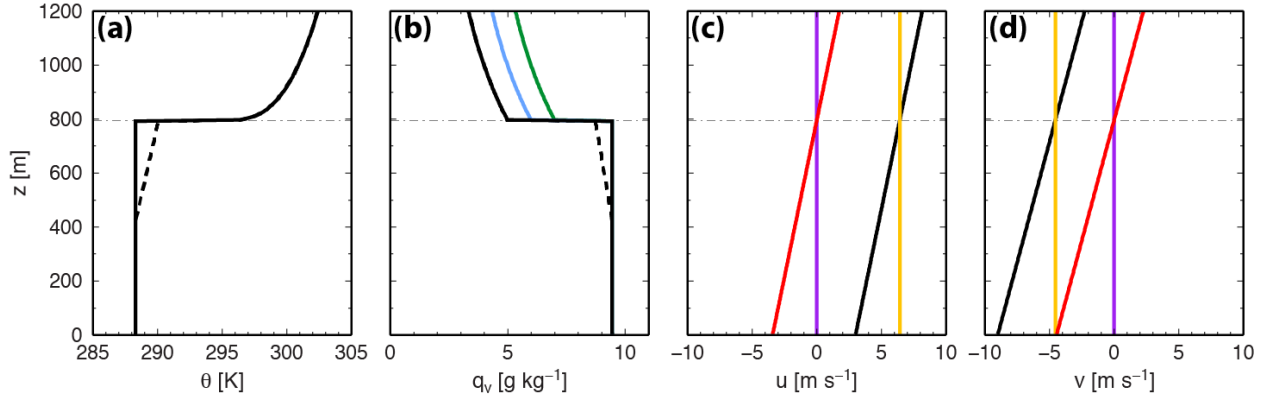 (a) (b) (c) (d)
1200
1000
800
600
400
200
0
z [m]
285 290 295 300 305
θ [K]
0 5 10
qᵥ [g kg⁻¹]
−10 −5 0 5 10
u [m s⁻¹]
−10 −5 0 5 10
v [m s⁻¹]